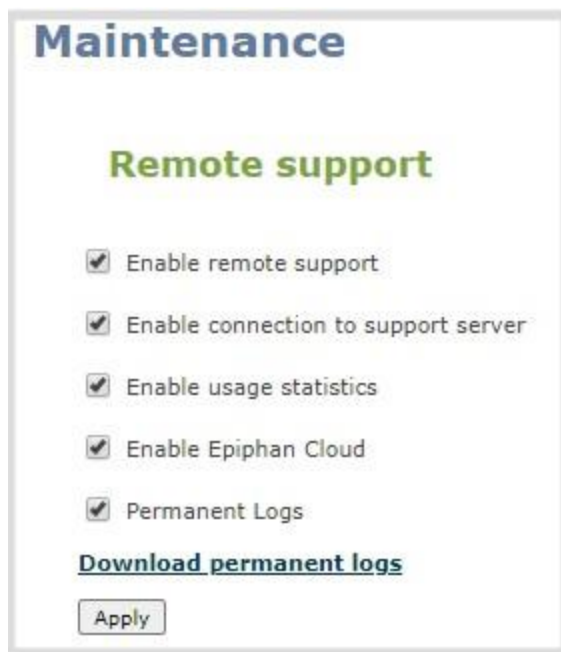 Maintenance
Remote support
Enable remote support
Enable connection to support server
Enable usage statistics
Enable Epiphan Cloud
Permanent Logs
Download permanent logs
Apply